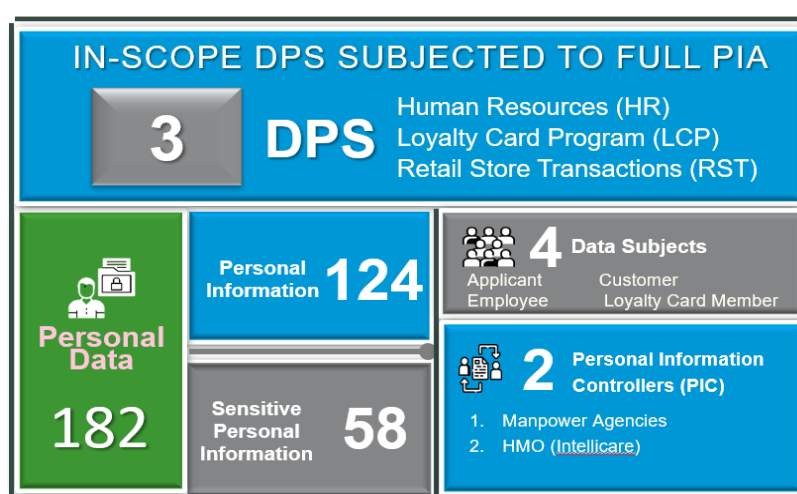 IN-SCOPE DPS SUBJECTED TO FULL PIA
3
DPS
Human Resources (HR)
Loyalty Card Program (LCP)
Retail Store Transactions (RST)
Personal
Data
182
Personal
Information
124
Sensitive
Personal
Information
58
4
Data Subjects
Applicant
Customer
Employee
Loyalty Card Member
2
Personal Information
Controllers (PIC)
1. Manpower Agencies
2. HMO (Intellicare)